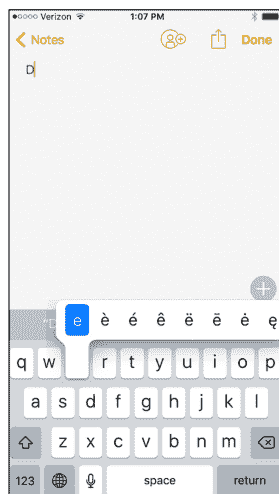 Verizon 1:07 PM
Notes Done
D
e è é ê ë ē ė ę
q w r t y u i o p
a s d f g h j k l
z x c v b n m
123 space return